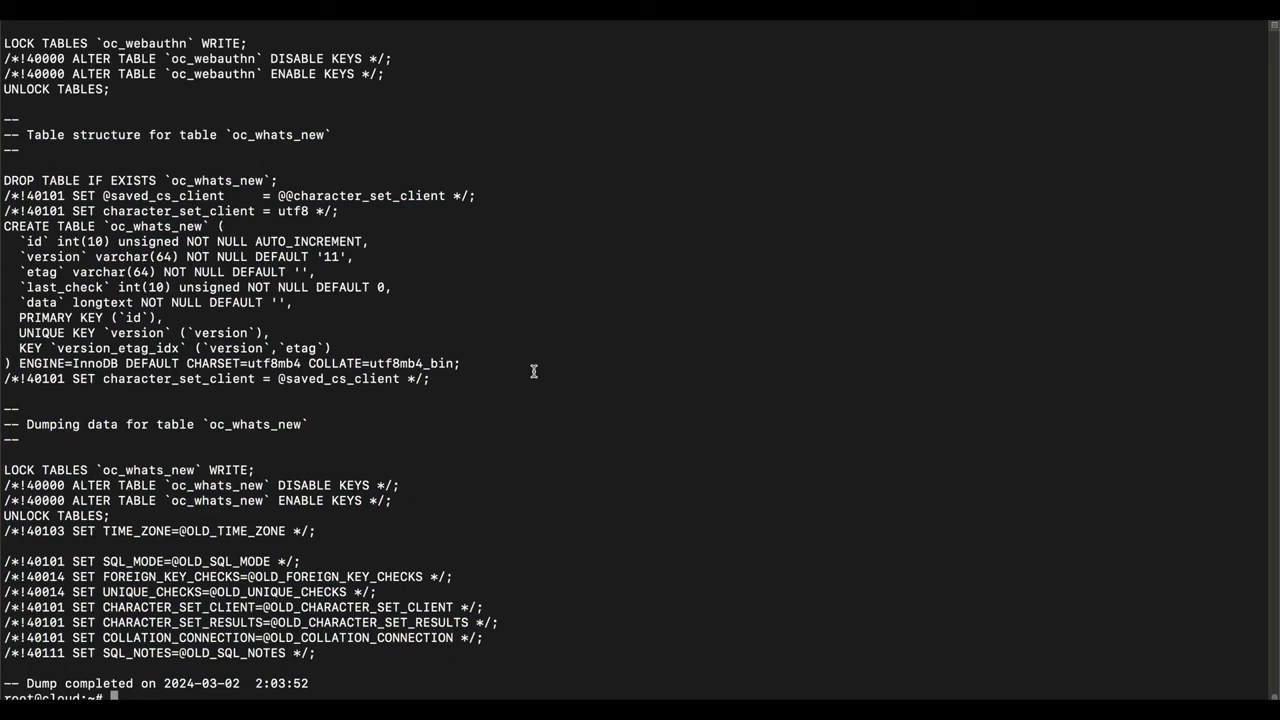 LOCK TABLES `oc_webauthn` WRITE;
/*!40000 ALTER TABLE `oc_webauthn` DISABLE KEYS */;
/*!40000 ALTER TABLE `oc_webauthn` ENABLE KEYS */;
UNLOCK TABLES;
--
-- Table structure for table `oc_whats_new`
--
DROP TABLE IF EXISTS `oc_whats_new`;
/*!40101 SET @saved_cs_client     = @@character_set_client */;
/*!40101 SET character_set_client = utf8 */;
CREATE TABLE `oc_whats_new` (
  `id` int(10) unsigned NOT NULL AUTO_INCREMENT,
  `version` varchar(64) NOT NULL DEFAULT '11',
  `etag` varchar(64) NOT NULL DEFAULT '',
  `last_check` int(10) unsigned NOT NULL DEFAULT 0,
  `data` longtext NOT NULL DEFAULT '',
  PRIMARY KEY (`id`),
  UNIQUE KEY `version` (`version`),
  KEY `version_etag_idx` (`version`,`etag`)
) ENGINE=InnoDB DEFAULT CHARSET=utf8mb4 COLLATE=utf8mb4_bin;
/*!40101 SET character_set_client = @saved_cs_client */;
--
-- Dumping data for table `oc_whats_new`
--
LOCK TABLES `oc_whats_new` WRITE;
/*!40000 ALTER TABLE `oc_whats_new` DISABLE KEYS */;
/*!40000 ALTER TABLE `oc_whats_new` ENABLE KEYS */;
UNLOCK TABLES;
/*!40103 SET TIME_ZONE=@OLD_TIME_ZONE */;
/*!40101 SET SQL_MODE=@OLD_SQL_MODE */;
/*!40014 SET FOREIGN_KEY_CHECKS=@OLD_FOREIGN_KEY_CHECKS */;
/*!40014 SET UNIQUE_CHECKS=@OLD_UNIQUE_CHECKS */;
/*!40101 SET CHARACTER_SET_CLIENT=@OLD_CHARACTER_SET_CLIENT */;
/*!40101 SET CHARACTER_SET_RESULTS=@OLD_CHARACTER_SET_RESULTS */;
/*!40101 SET COLLATION_CONNECTION=@OLD_COLLATION_CONNECTION */;
/*!40111 SET SQL_NOTES=@OLD_SQL_NOTES */;
-- Dump completed on 2024-03-02  2:03:52
root@cloud:~#